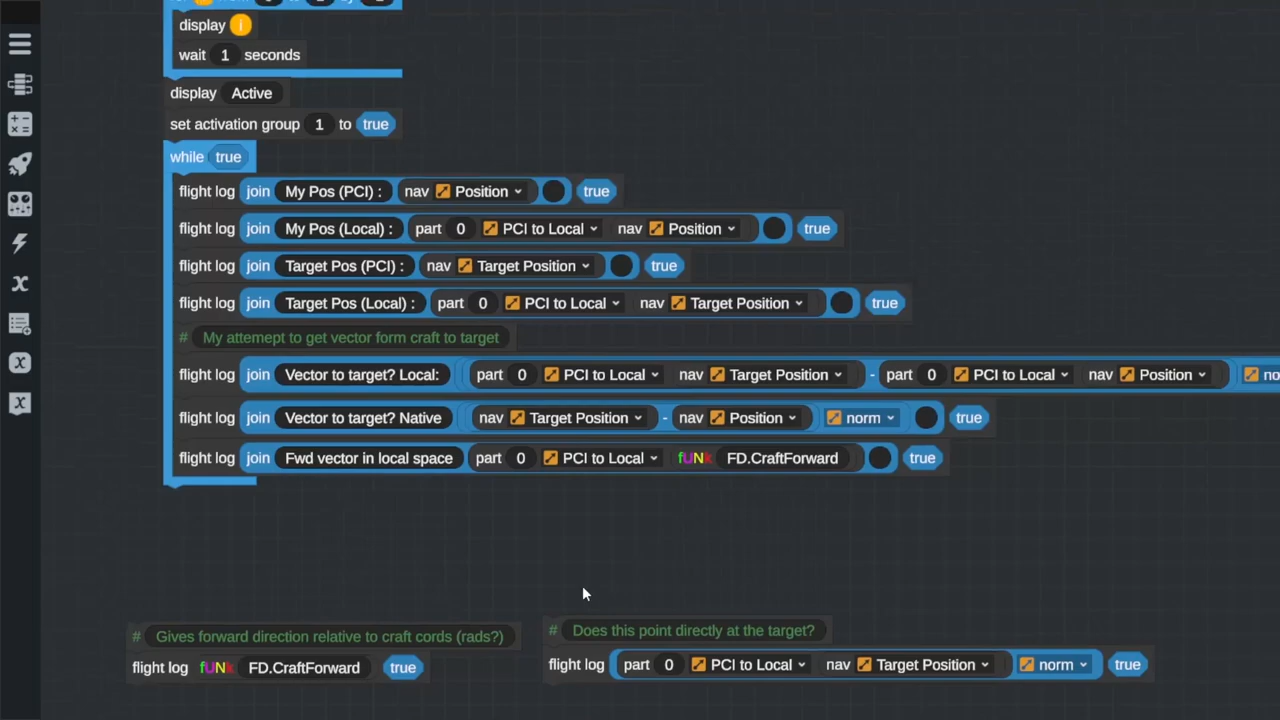 display i
wait 1 seconds
display Active
set activation group 1 to true
while true
flight log join My Pos (PCI) : nav Position true
flight log join My Pos (Local) : part 0 PCI to Local nav Position true
flight log join Target Pos (PCI) : nav Target Position true
flight log join Target Pos (Local) : part 0 PCI to Local nav Target Position true
# My attemept to get vector form craft to target
flight log join Vector to target? Local: part 0 PCI to Local nav Target Position - part 0 PCI to Local nav Position no
flight log join Vector to target? Native nav Target Position - nav Position norm true
flight log join Fwd vector in local space part 0 PCI to Local fUNk FD.CraftForward true
# Gives forward direction relative to craft cords (rads?)
flight log fUNk FD.CraftForward true
# Does this point directly at the target?
flight log part 0 PCI to Local nav Target Position norm true